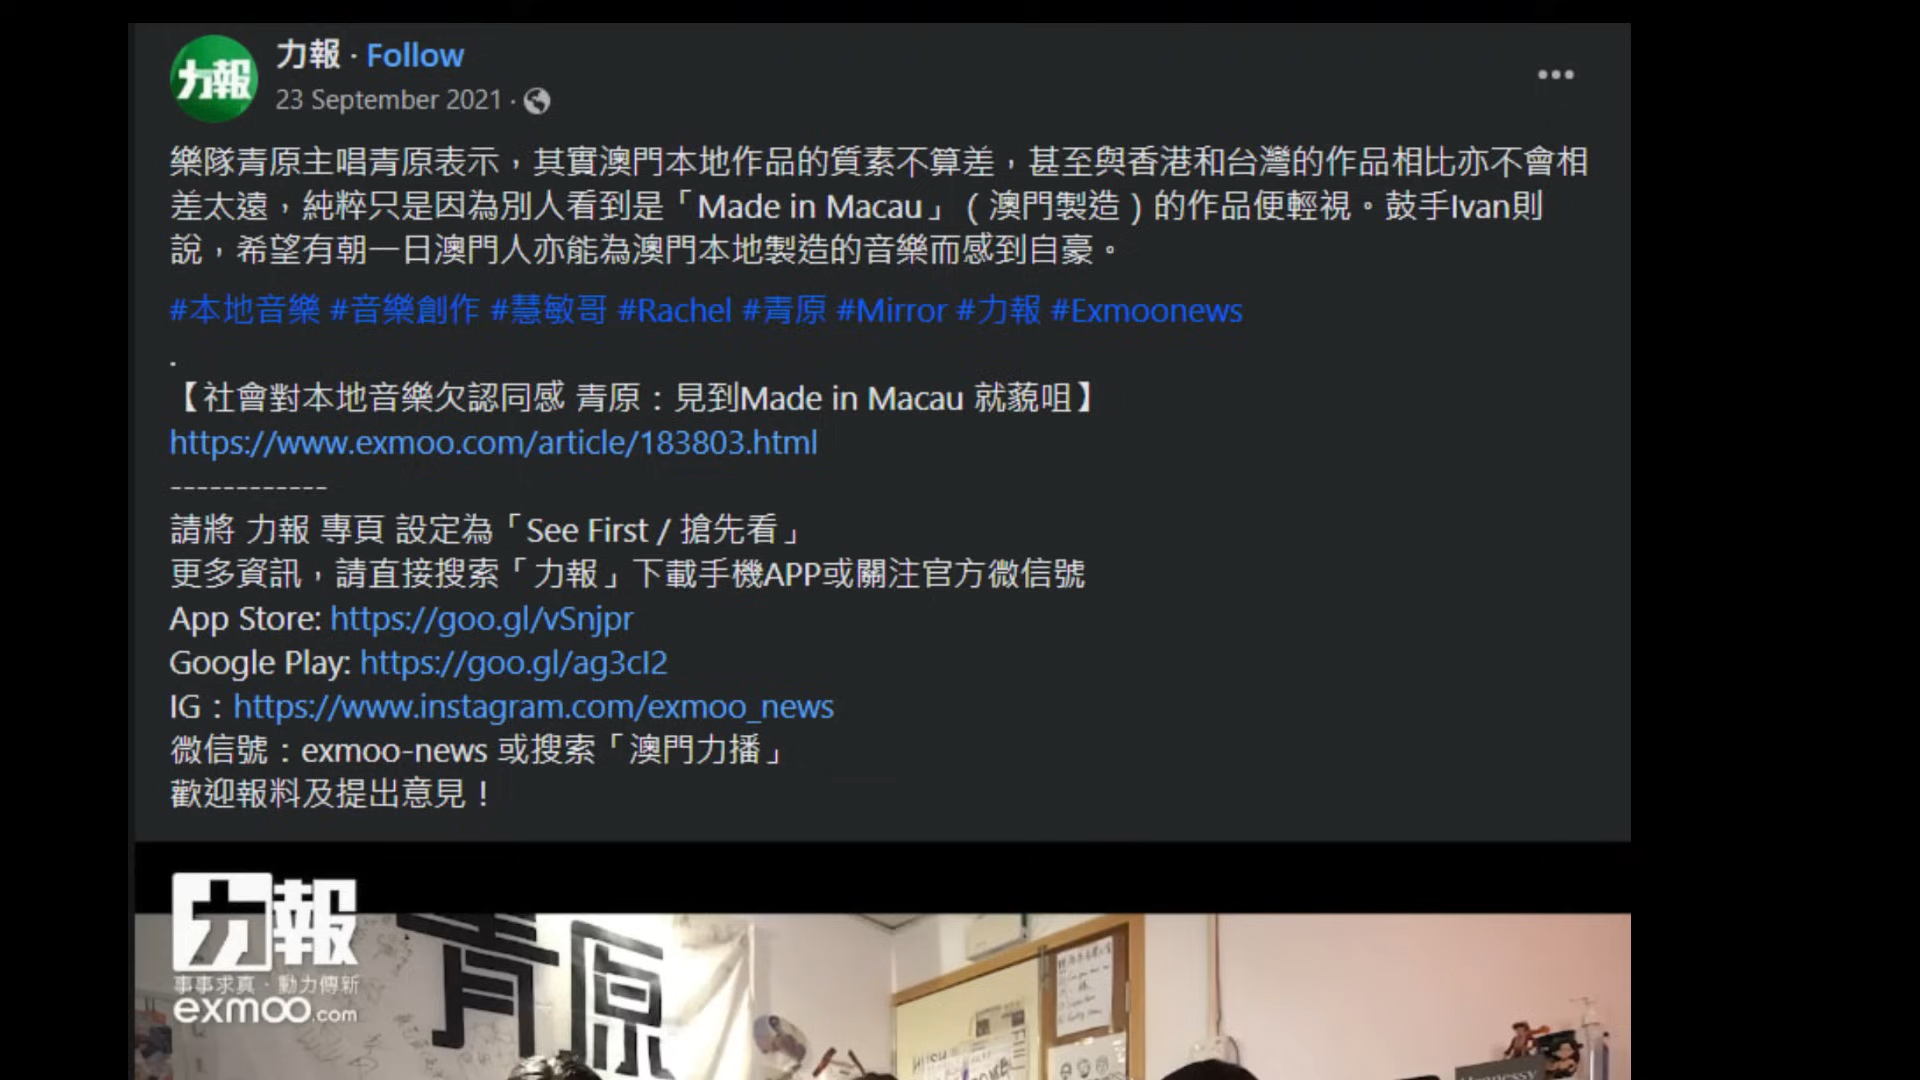 力報
力報 · Follow
23 September 2021 ·
樂隊青原主唱青原表示，其實澳門本地作品的質素不算差，甚至與香港和台灣的作品相比亦不會相
差太遠，純粹只是因為別人看到是「Made in Macau」（澳門製造）的作品便輕視。鼓手Ivan則
說，希望有朝一日澳門人亦能為澳門本地製造的音樂而感到自豪。
#本地音樂 #音樂創作 #慧敏哥 #Rachel #青原 #Mirror #力報 #Exmoonews
.
【社會對本地音樂欠認同感 青原：見到Made in Macau 就藐咀】
https://www.exmoo.com/article/183803.html
------------
請將 力報 專頁 設定為「See First / 搶先看」
更多資訊，請直接搜索「力報」下載手機APP或關注官方微信號
App Store: https://goo.gl/vSnjpr
Google Play: https://goo.gl/ag3cI2
IG：https://www.instagram.com/exmoo_news
微信號：exmoo-news 或搜索「澳門力播」
歡迎報料及提出意見！
力報
事事求真·動力傳新
exmoo.com
青原
Hennessy